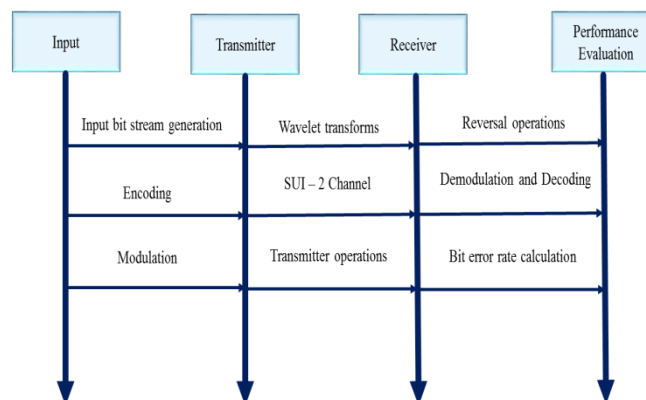 Input
Transmitter
Receiver
Performance
Evaluation
Input bit stream generation
Wavelet transforms
Reversal operations
Encoding
SUI – 2 Channel
Demodulation and Decoding
Modulation
Transmitter operations
Bit error rate calculation